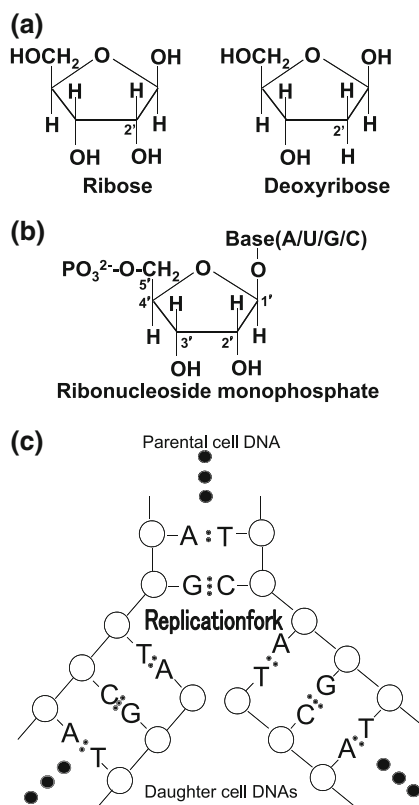 (a)
HOCH2 O OH HOCH2 O OH
H H H H
H 2' H H 2' H
OH OH OH H
Ribose Deoxyribose
(b)
Base(A/U/G/C)
PO3²⁻-O-CH2 O O
5'
4' H H 1'
H 3' 2' H
OH OH
Ribonucleoside monophosphate
(c)
Parental cell DNA
A T
G C
Replicationfork
T A A T
C G G C
A T T A
Daughter cell DNAs